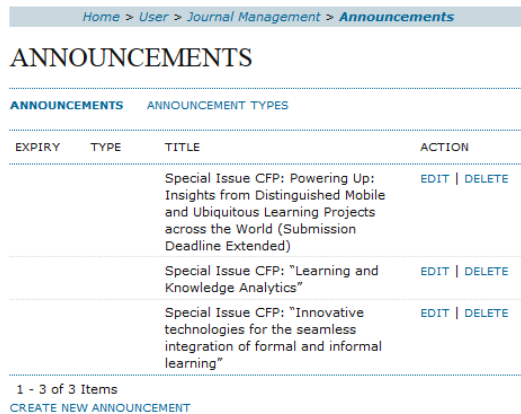 Home > User > Journal Management > Announcements
ANNOUNCEMENTS
ANNOUNCEMENTS ANNOUNCEMENT TYPES
EXPIRY TYPE TITLE ACTION
Special Issue CFP: Powering Up: EDIT | DELETE
Insights from Distinguished Mobile
and Ubiquitous Learning Projects
across the World (Submission
Deadline Extended)
Special Issue CFP: “Learning and EDIT | DELETE
Knowledge Analytics”
Special Issue CFP: “Innovative EDIT | DELETE
technologies for the seamless
integration of formal and informal
learning”
1 - 3 of 3 Items
CREATE NEW ANNOUNCEMENT